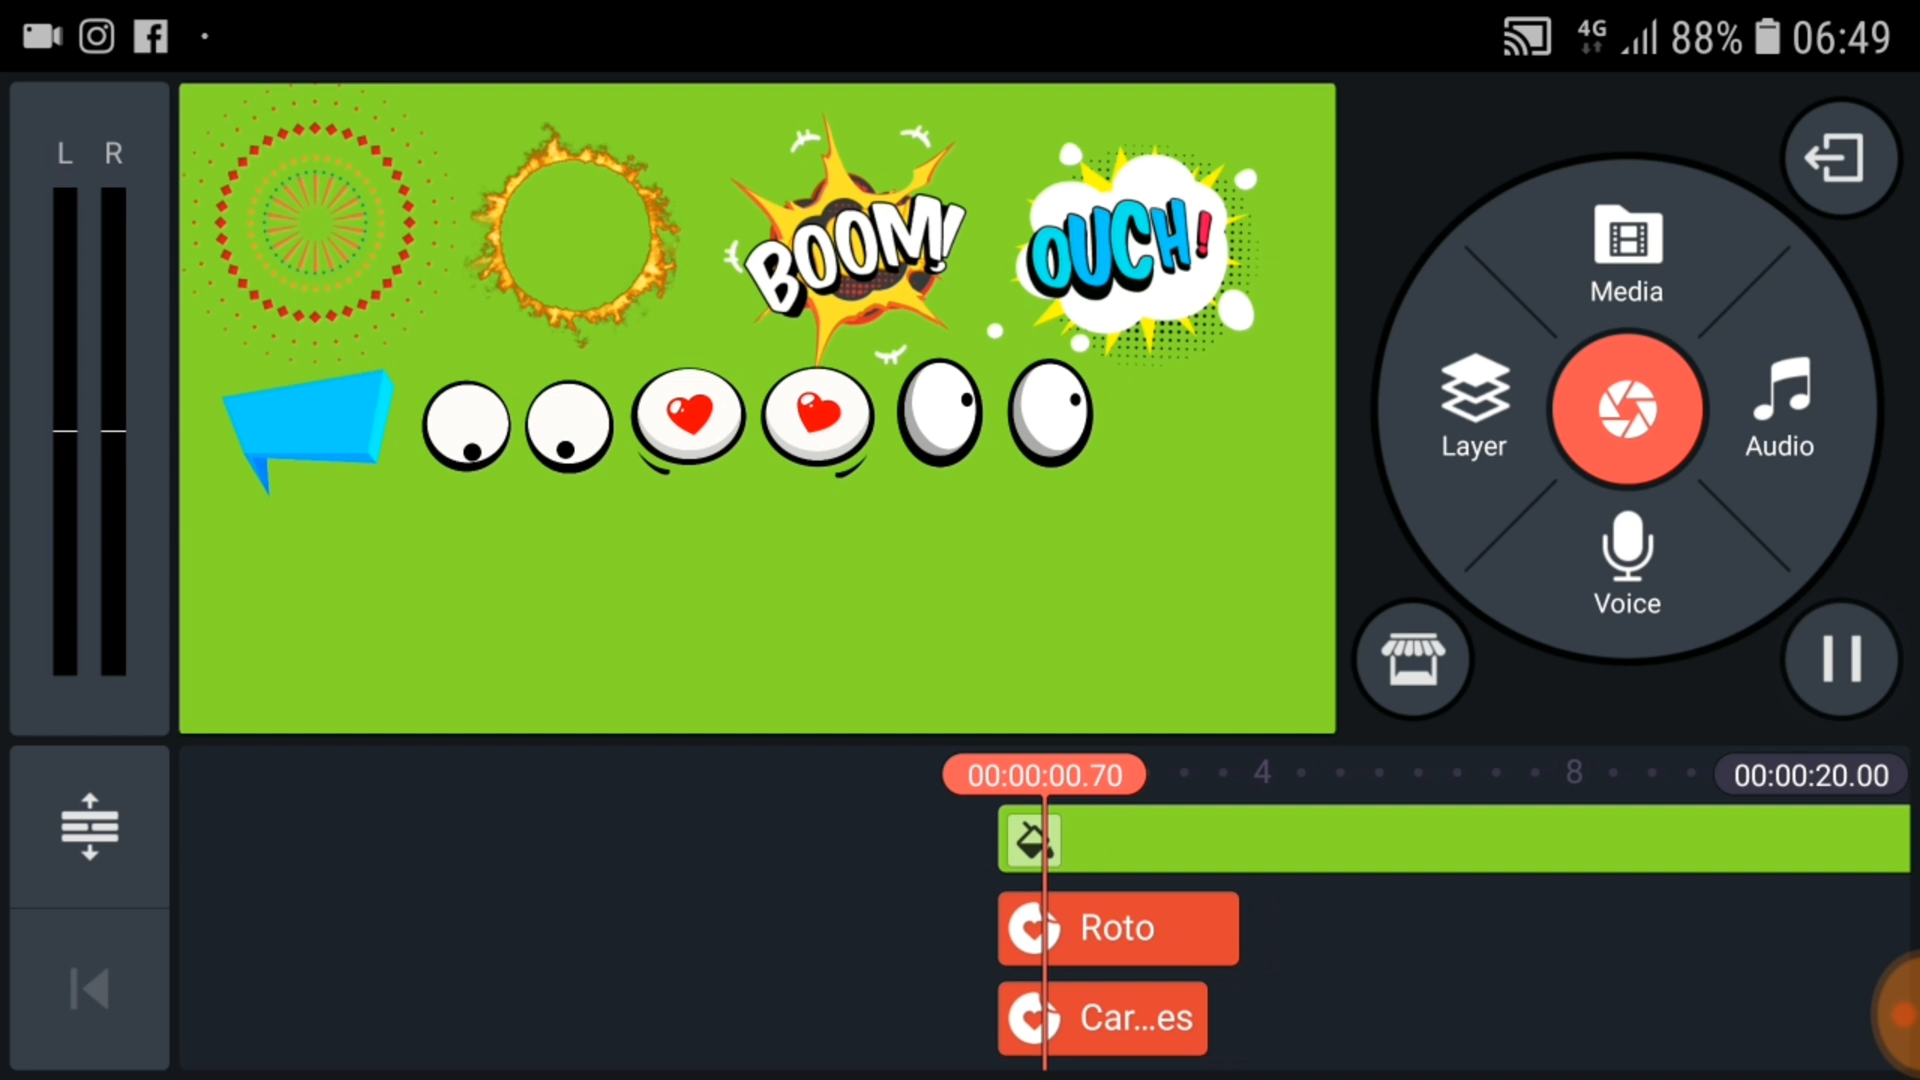 4G 88% 06:49
L R
BOOM!
OUCH!
Media
Layer
Audio
Voice
00:00:00.70 4 8 00:00:20.00
Roto
Car...es